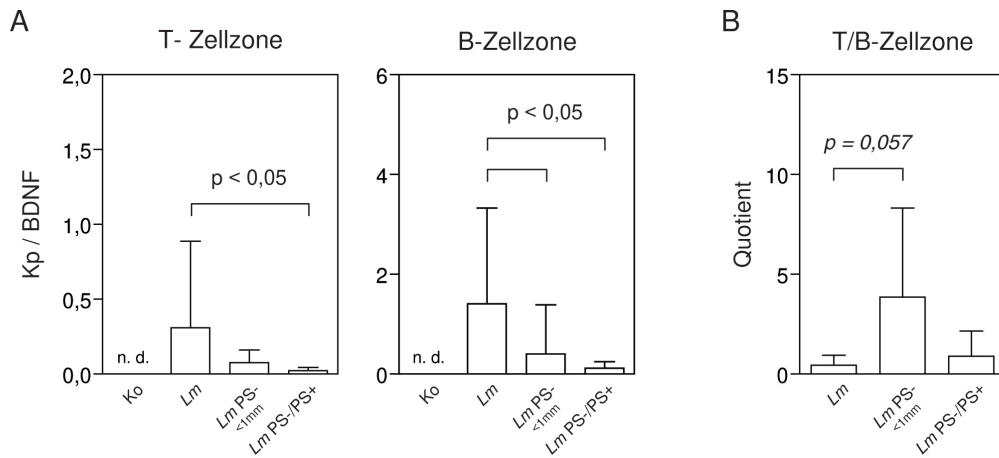 A
B
T- Zellzone
B-Zellzone
T/B-Zellzone
Kp / BDNF
2,0
1,5
1,0
0,5
0,0
p < 0,05
n. d.
Ko
Lm
Lm PS-
<1mm
Lm PS-/PS+
6
4
2
0
p < 0,05
n. d.
Ko
Lm
Lm PS-
<1mm
Lm PS-/PS+
Quotient
15
10
5
0
p = 0,057
Lm
Lm PS-
<1mm
Lm PS-/PS+